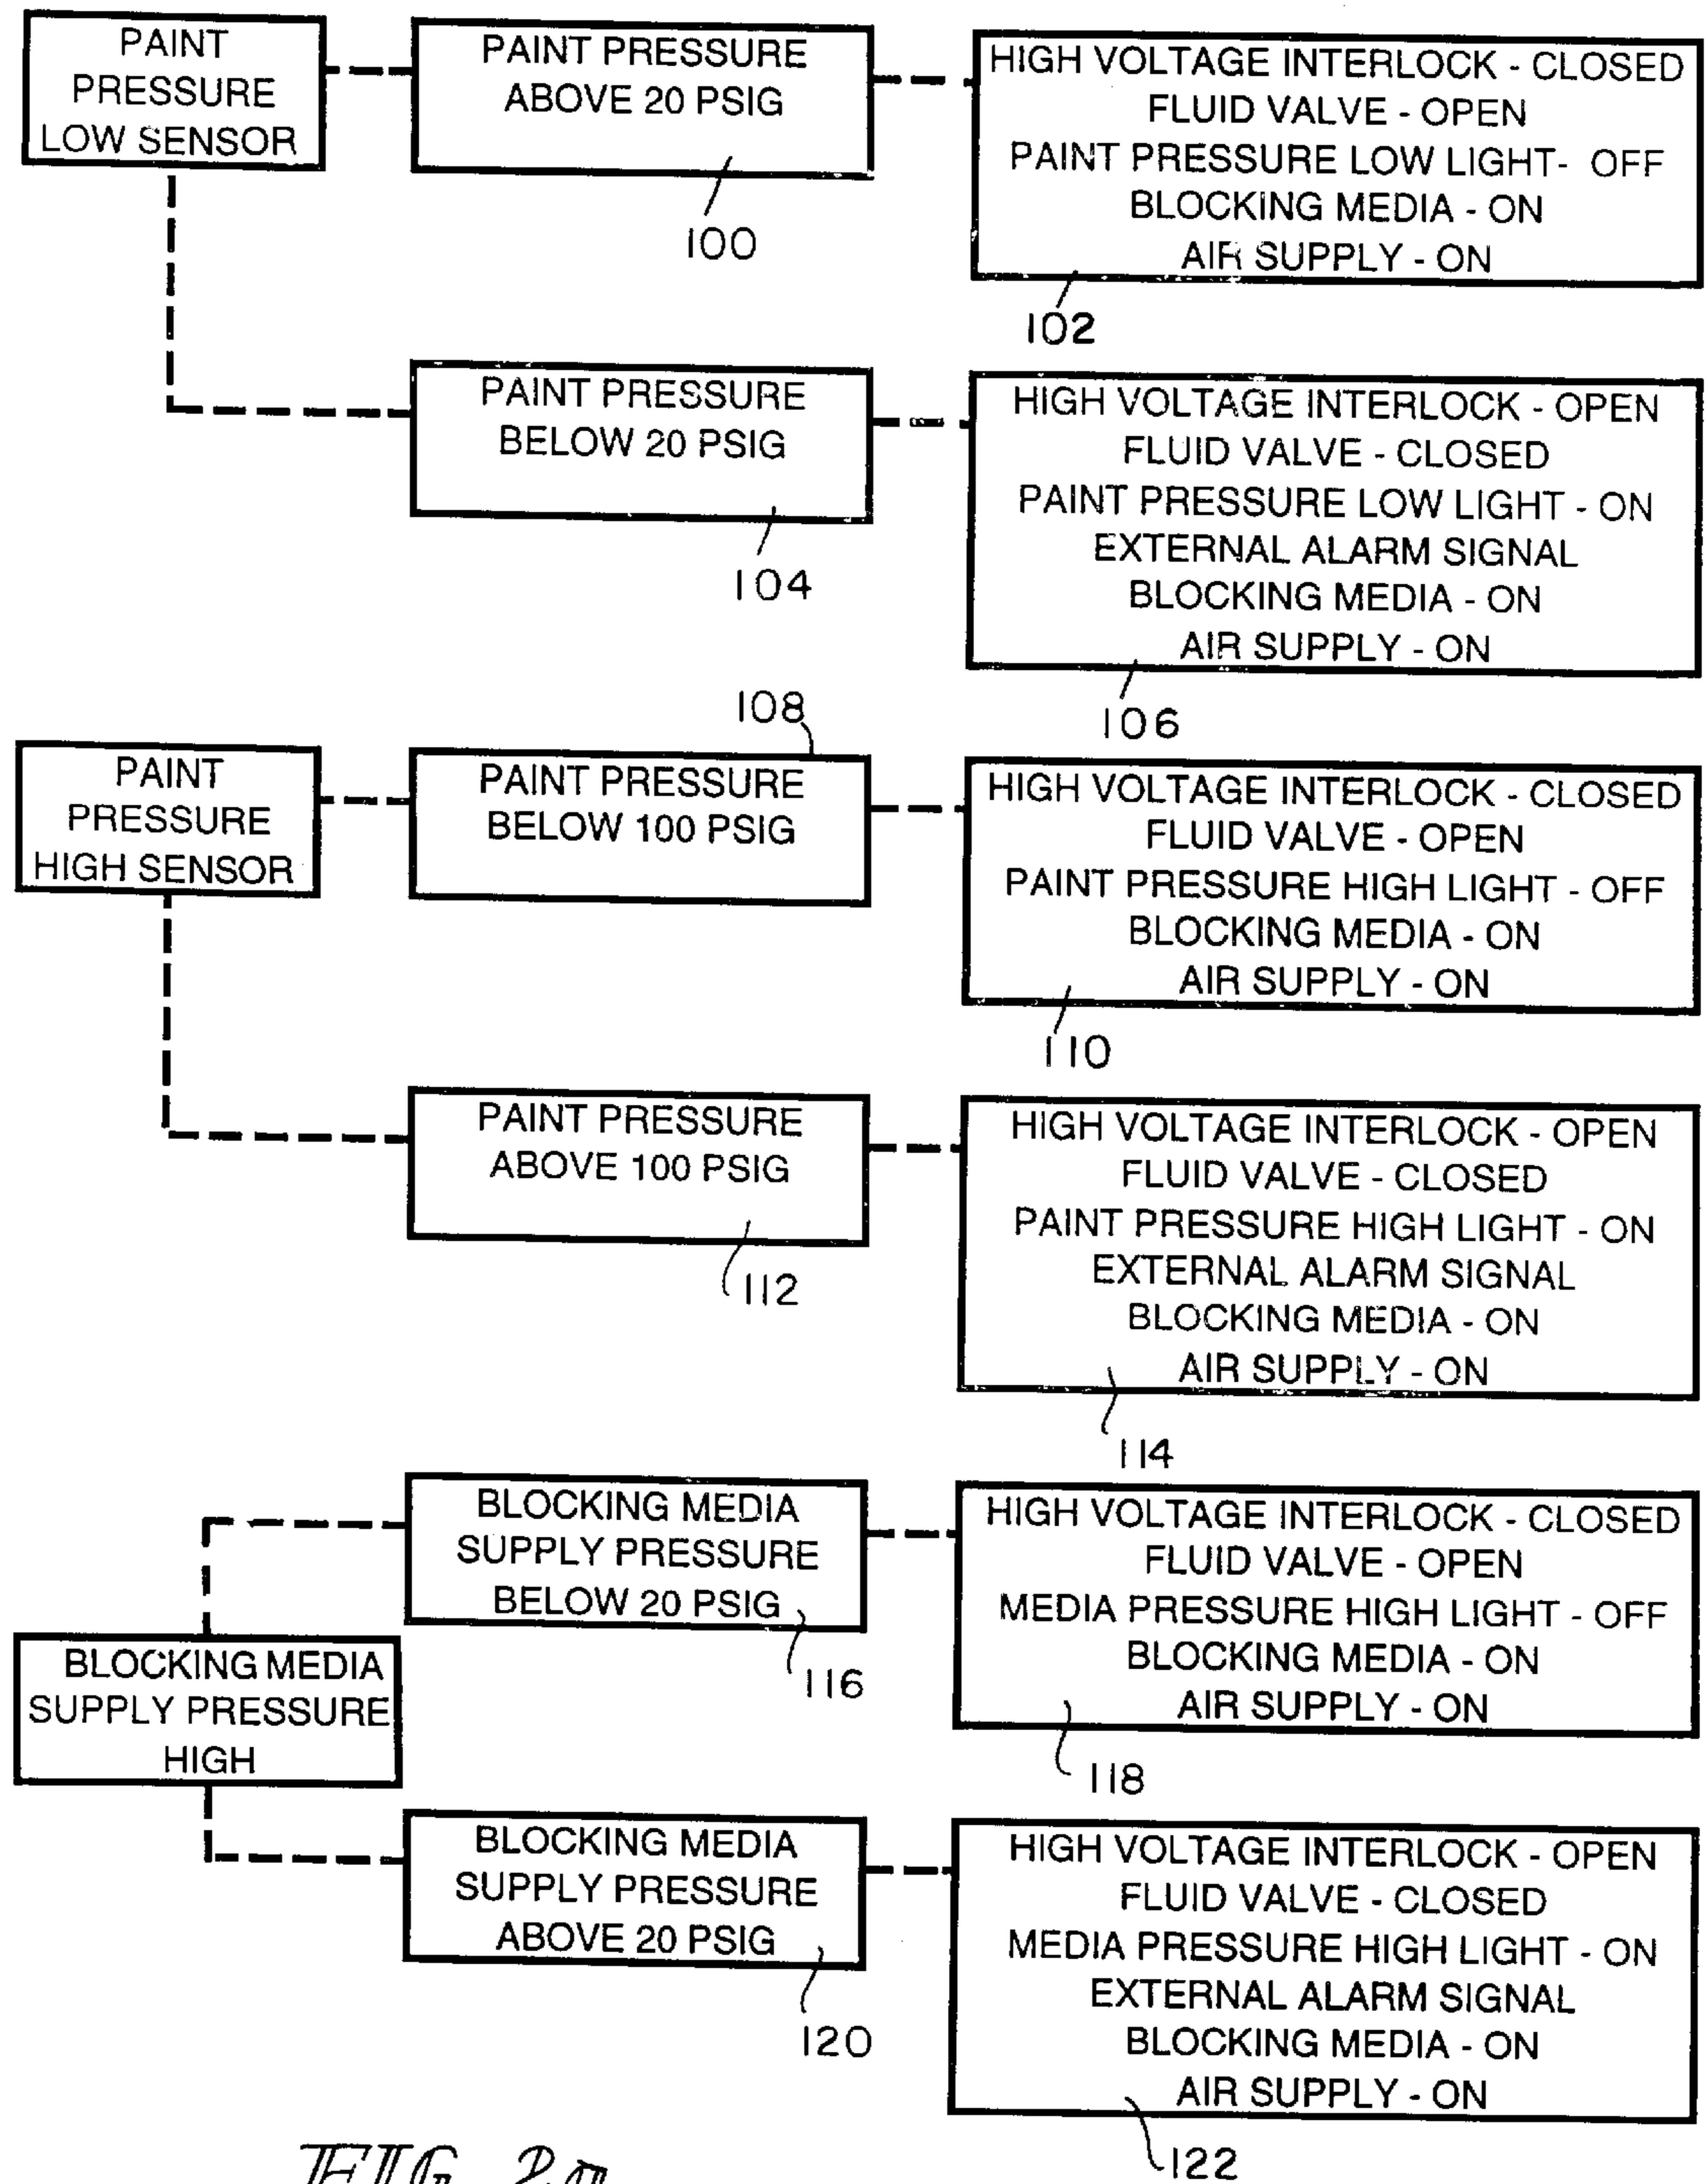 PAINT
PRESSURE
LOW SENSOR
PAINT PRESSURE
ABOVE 20 PSIG
100
HIGH VOLTAGE INTERLOCK - CLOSED
FLUID VALVE - OPEN
PAINT PRESSURE LOW LIGHT- OFF
BLOCKING MEDIA - ON
AIR SUPPLY - ON
102
PAINT PRESSURE
BELOW 20 PSIG
104
HIGH VOLTAGE INTERLOCK - OPEN
FLUID VALVE - CLOSED
PAINT PRESSURE LOW LIGHT - ON
EXTERNAL ALARM SIGNAL
BLOCKING MEDIA - ON
AIR SUPPLY - ON
106
PAINT
PRESSURE
HIGH SENSOR
108
PAINT PRESSURE
BELOW 100 PSIG
HIGH VOLTAGE INTERLOCK - CLOSED
FLUID VALVE - OPEN
PAINT PRESSURE HIGH LIGHT - OFF
BLOCKING MEDIA - ON
AIR SUPPLY - ON
110
PAINT PRESSURE
ABOVE 100 PSIG
112
HIGH VOLTAGE INTERLOCK - OPEN
FLUID VALVE - CLOSED
PAINT PRESSURE HIGH LIGHT - ON
EXTERNAL ALARM SIGNAL
BLOCKING MEDIA - ON
AIR SUPPLY - ON
114
BLOCKING MEDIA
SUPPLY PRESSURE
HIGH
BLOCKING MEDIA
SUPPLY PRESSURE
BELOW 20 PSIG
116
HIGH VOLTAGE INTERLOCK - CLOSED
FLUID VALVE - OPEN
MEDIA PRESSURE HIGH LIGHT - OFF
BLOCKING MEDIA - ON
AIR SUPPLY - ON
118
BLOCKING MEDIA
SUPPLY PRESSURE
ABOVE 20 PSIG
120
HIGH VOLTAGE INTERLOCK - OPEN
FLUID VALVE - CLOSED
MEDIA PRESSURE HIGH LIGHT - ON
EXTERNAL ALARM SIGNAL
BLOCKING MEDIA - ON
AIR SUPPLY - ON
122
FIG. 2a